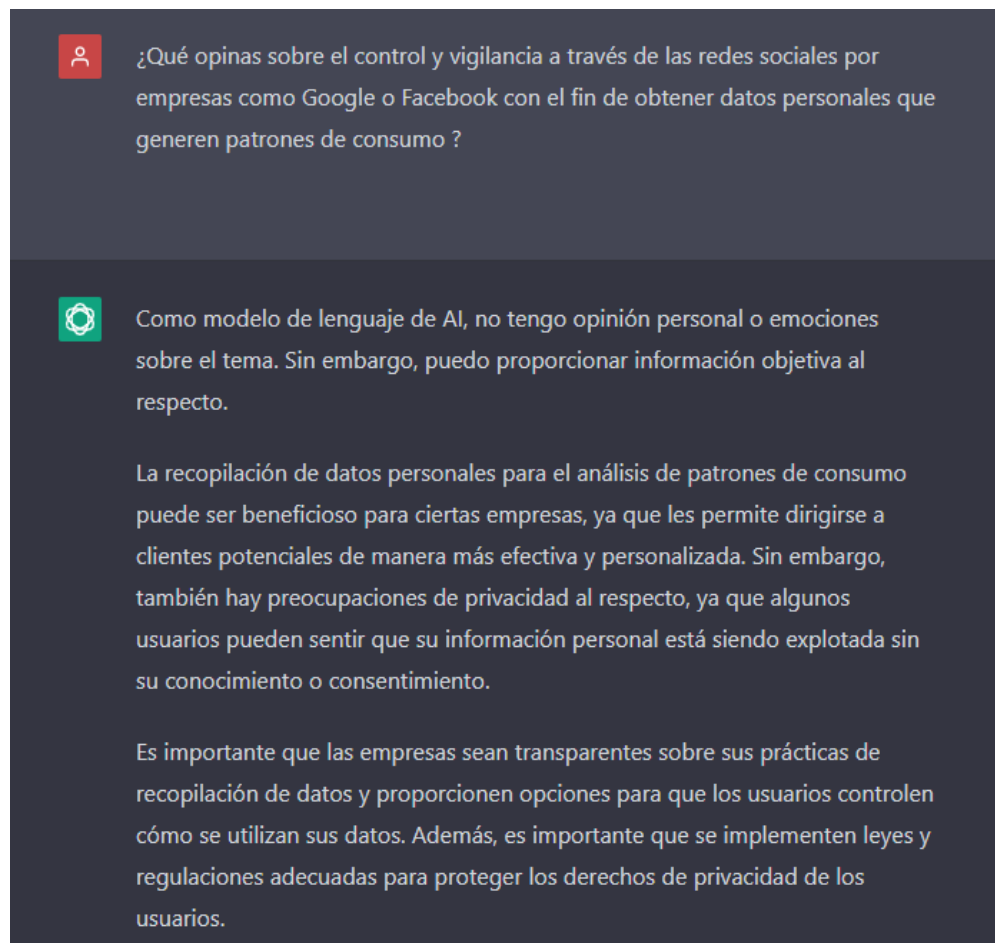 ¿Qué opinas sobre el control y vigilancia a través de las redes sociales por
empresas como Google o Facebook con el fin de obtener datos personales que
generen patrones de consumo ?
Como modelo de lenguaje de AI, no tengo opinión personal o emociones
sobre el tema. Sin embargo, puedo proporcionar información objetiva al
respecto.
La recopilación de datos personales para el análisis de patrones de consumo
puede ser beneficioso para ciertas empresas, ya que les permite dirigirse a
clientes potenciales de manera más efectiva y personalizada. Sin embargo,
también hay preocupaciones de privacidad al respecto, ya que algunos
usuarios pueden sentir que su información personal está siendo explotada sin
su conocimiento o consentimiento.
Es importante que las empresas sean transparentes sobre sus prácticas de
recopilación de datos y proporcionen opciones para que los usuarios controlen
cómo se utilizan sus datos. Además, es importante que se implementen leyes y
regulaciones adecuadas para proteger los derechos de privacidad de los
usuarios.